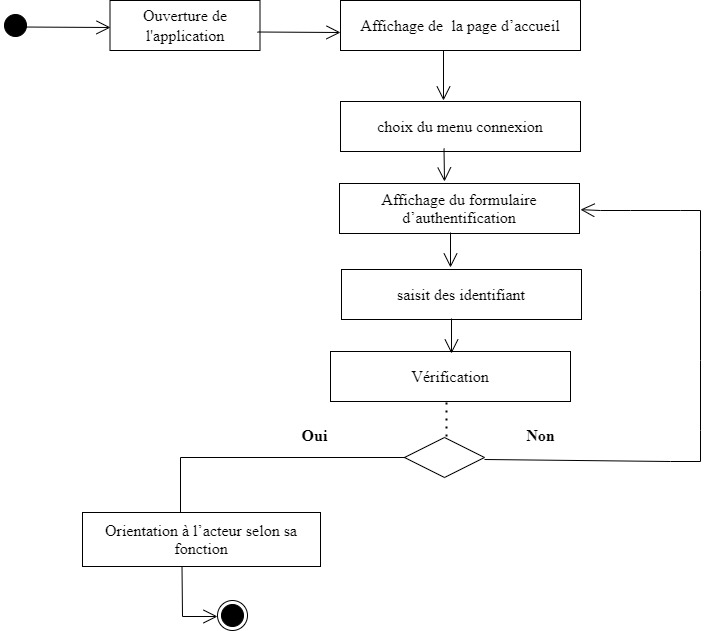 Ouverture de
l'application
Affichage de la page d’accueil
choix du menu connexion
Affichage du formulaire
d’authentification
saisit des identifiant
Vérification
Oui
Non
Orientation à l’acteur selon sa
fonction